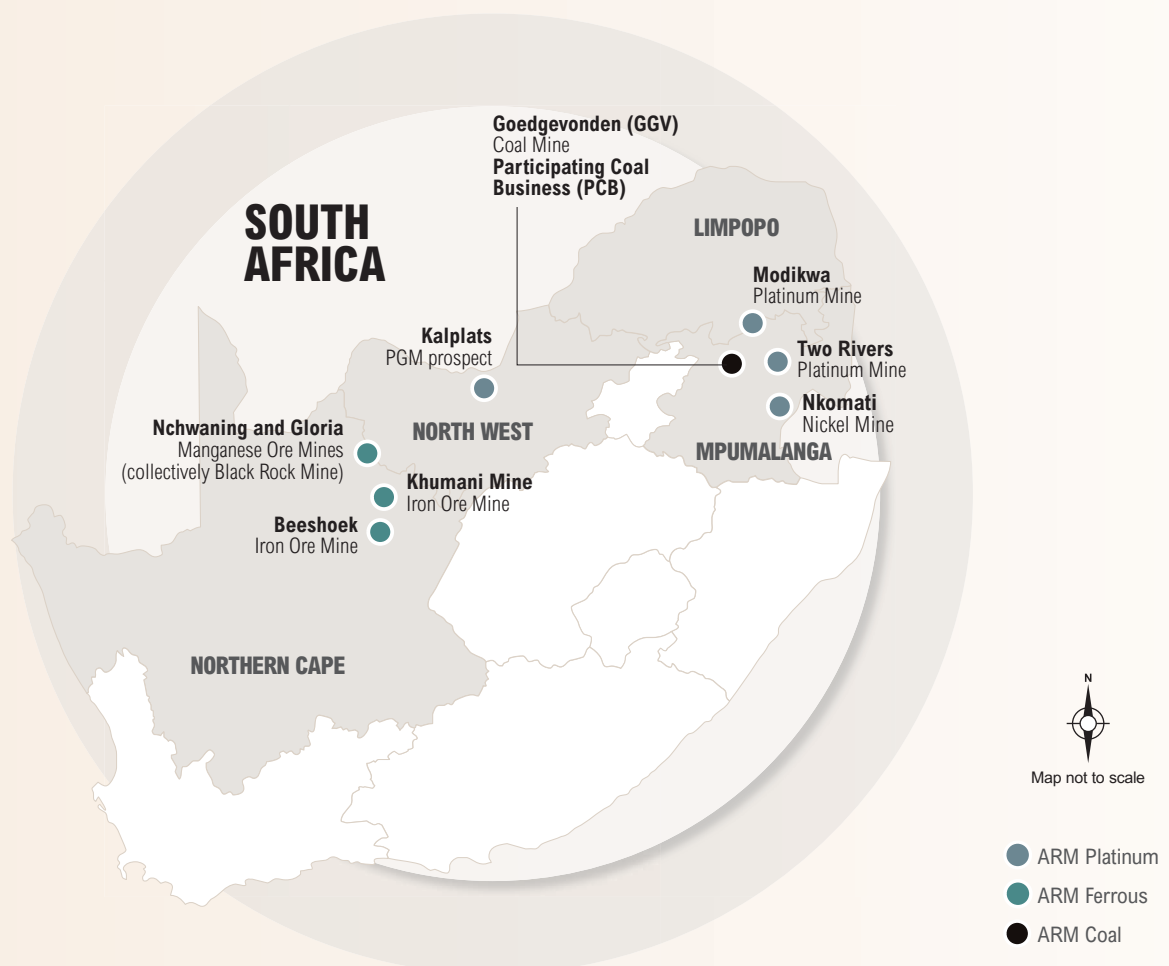 Goedgevonden (GGV)
Coal Mine
Participating Coal
Business (PCB)
SOUTH
AFRICA
LIMPOPO
Modikwa
Platinum Mine
Kalplats
PGM prospect
Two Rivers
Platinum Mine
Nkomati
Nickel Mine
Nchwaning and Gloria
Manganese Ore Mines
(collectively Black Rock Mine)
NORTH WEST
MPUMALANGA
Khumani Mine
Iron Ore Mine
Beeshoek
Iron Ore Mine
NORTHERN CAPE
N
Map not to scale
ARM Platinum
ARM Ferrous
ARM Coal